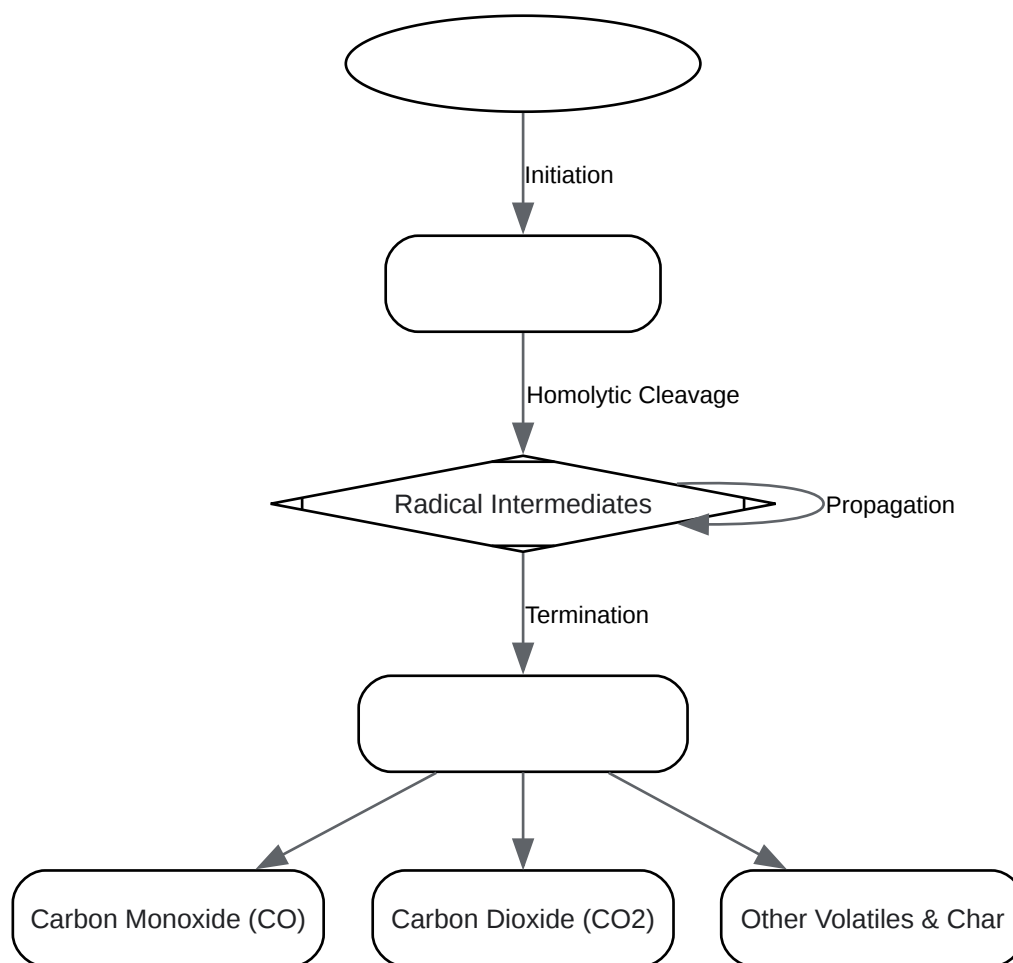 Initiation
Homolytic Cleavage
Radical Intermediates
Propagation
Termination
Carbon Monoxide (CO)
Carbon Dioxide (CO2)
Other Volatiles & Char